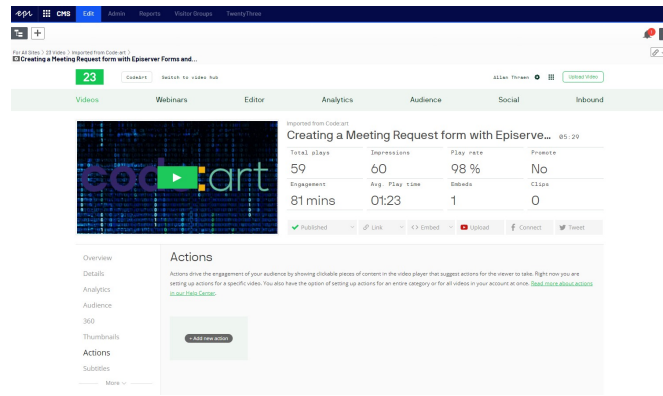 epi CMS Edit Admin Reports Visitor Groups TwentyThree
For All Sites > 23 Video > Imported from Code-art >
Creating a Meeting Request form with Episerver Forms and...
23 CodeArt Switch to video hub Allan Thraen Upload Video
Videos Webinars Editor Analytics Audience Social Inbound
code:art
Imported from Code:art
Creating a Meeting Request form with Episerve... 05:29
Total plays Impressions Play rate Promote
59 60 98 % No
Engagement Avg. Play time Embeds Clips
81 mins 01:23 1 0
Published Link <> Embed Upload Connect Tweet
Overview
Details
Analytics
Audience
360
Thumbnails
Actions
Subtitles
More
Actions
Actions drive the engagement of your audience by showing clickable pieces of content in the video player that suggest actions for the viewer to take. Right now you are
setting up actions for a specific video. You also have the option of setting up actions for an entire category or for all videos in your account at once. Read more about actions
in our Help Center.
+ Add new action